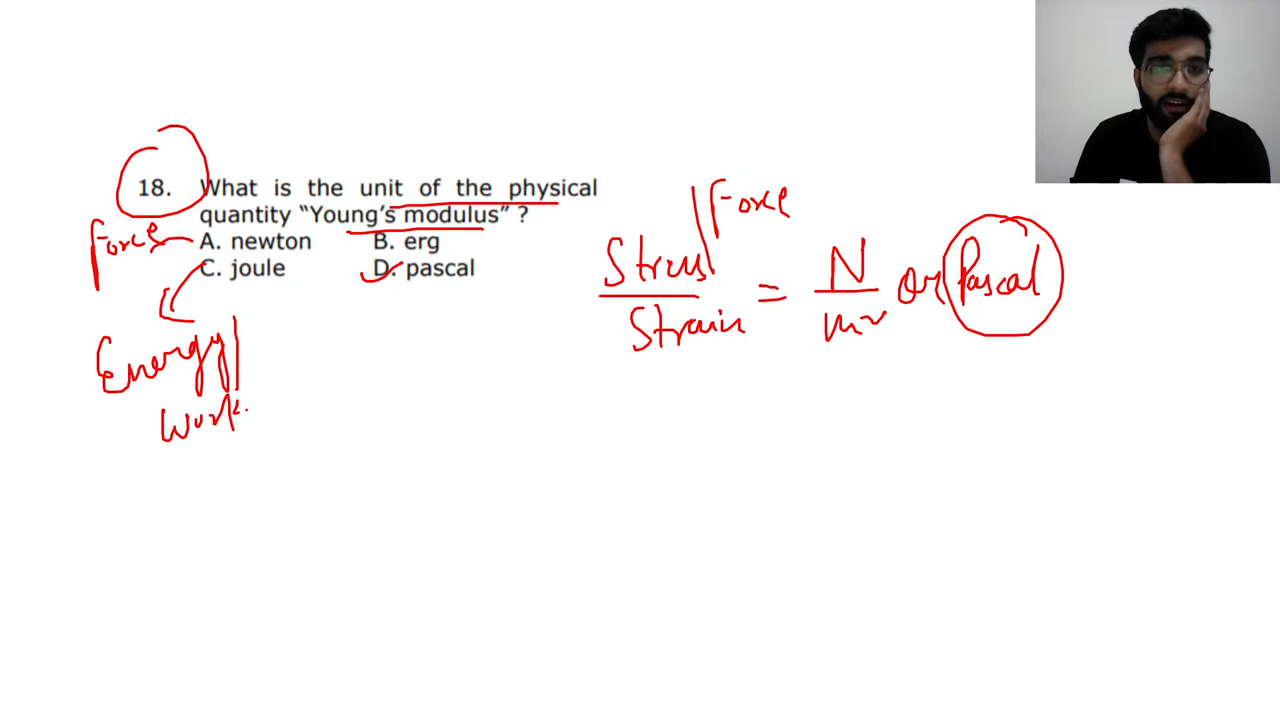 18. What is the unit of the physical
quantity “Young’s modulus” ?
Force A. newton B. erg
C. joule D. pascal
Energy
Work
Force
Stress
Strain
= N
m2
or Pascal